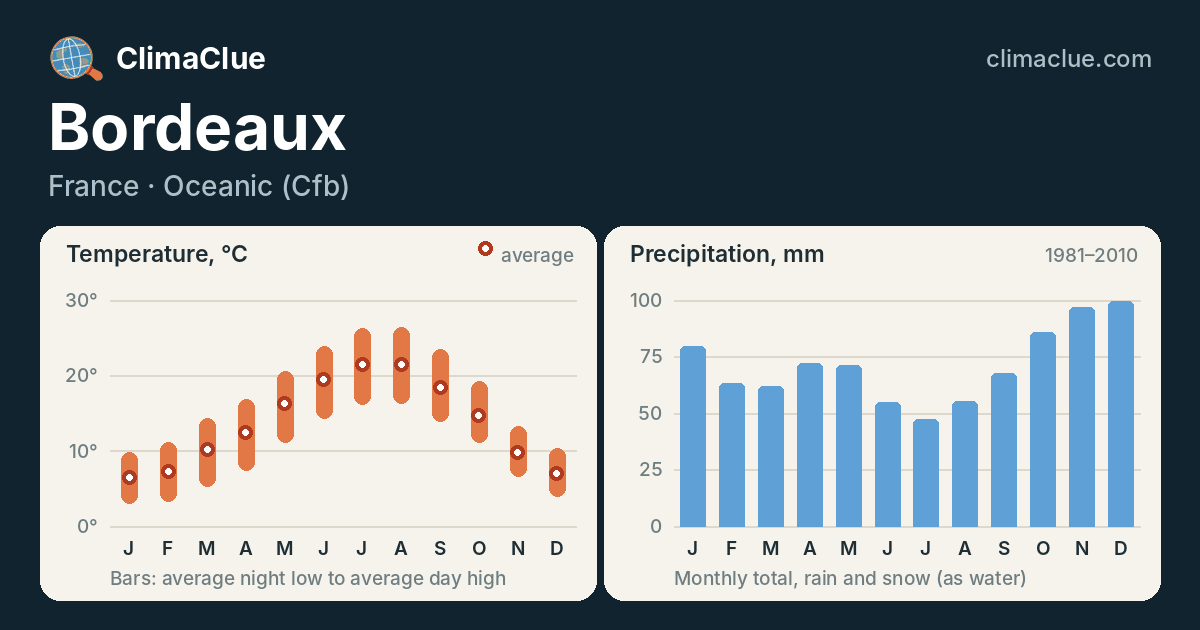 ClimaClue
climaclue.com
Bordeaux
France · Oceanic (Cfb)
Temperature, °C
average
30°
20°
10°
0°
J F M A M J J A S O N D
Bars: average night low to average day high
Precipitation, mm
1981–2010
100
75
50
25
0
J F M A M J J A S O N D
Monthly total, rain and snow (as water)